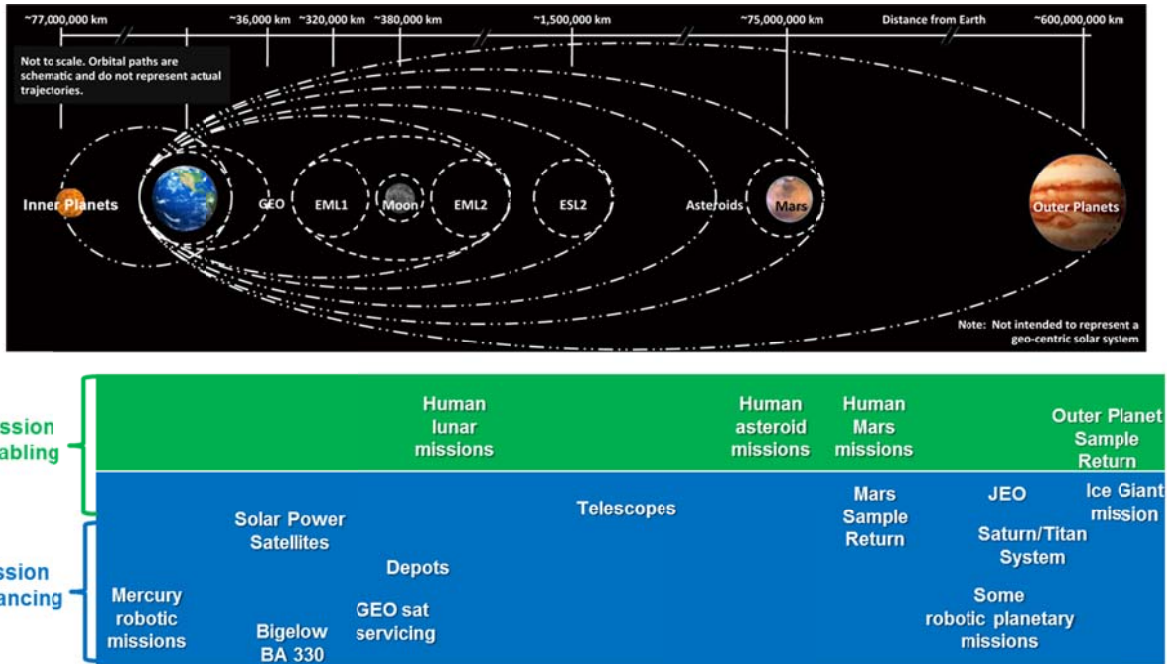 ~77,000,000 km
~36,000 km
~320,000 km
~380,000 km
~1,500,000 km
~75,000,000 km
Distance from Earth
~600,000,000 km
Not to scale. Orbital paths are
schematic and do not represent actual
trajectories.
Inner Planets
GEO
EML1
Moon
EML2
ESL2
Asteroids
Mars
Outer Planets
Note: Not intended to represent a
geo-centric solar system
ssion
abling
Human
lunar
missions
Human
asteroid
missions
Human
Mars
missions
Outer Planet
Sample
Return
Solar Power
Satellites
Telescopes
Mars
Sample
Return
JEO
Ice Giant
mission
Saturn/Titan
System
Depots
ssion
ancing
Mercury
robotic
missions
Bigelow
BA 330
GEO sat
servicing
Some
robotic planetary
missions